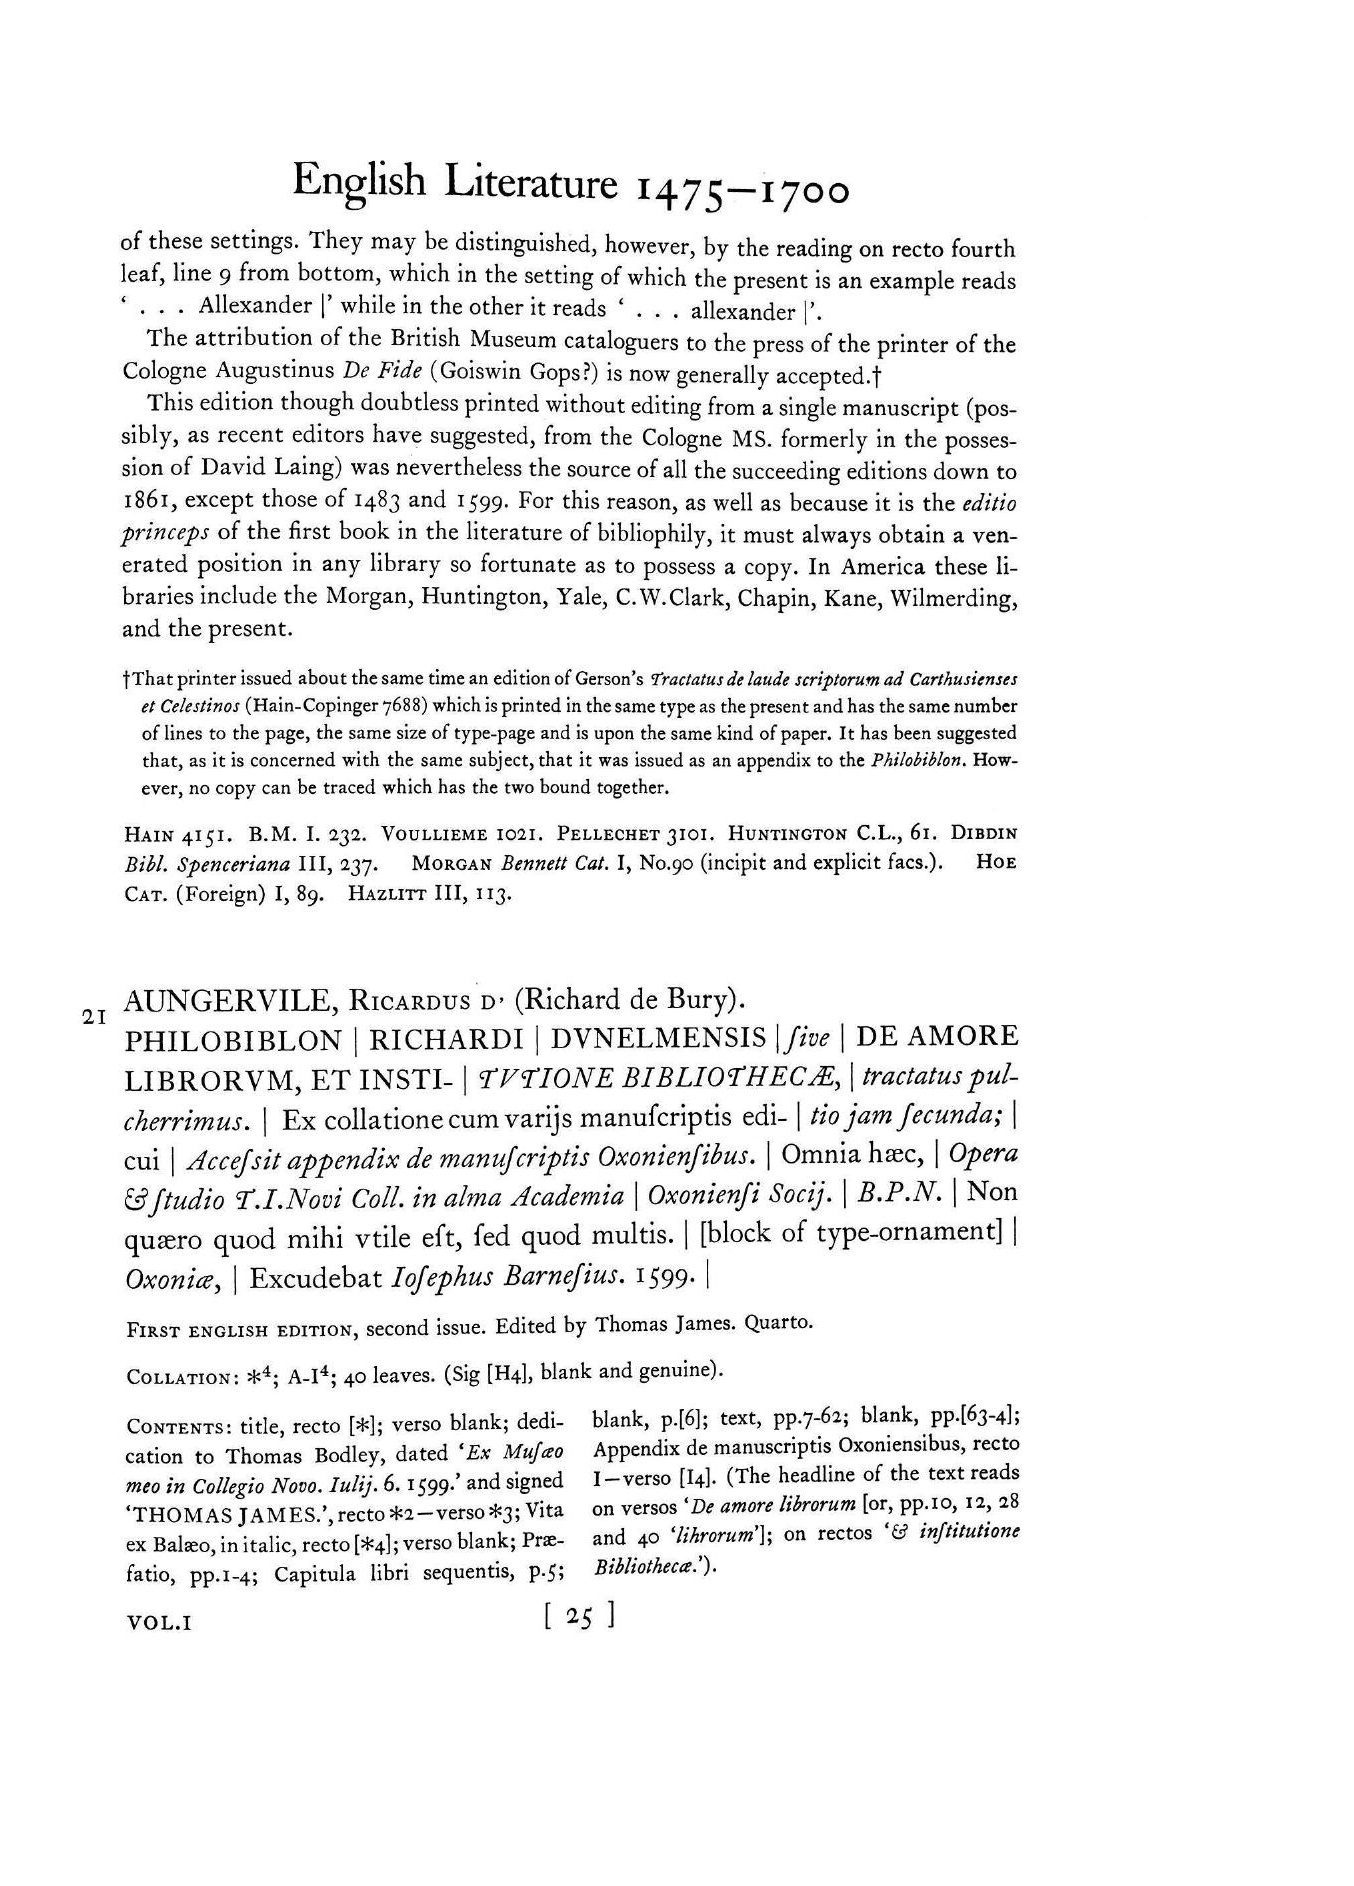 English Literature 1475—1700
of these settings. They may be distinguished, however, by the reading on recto fourth
leaf, line 9 from bottom, which in the setting of which the present is an example reads
‘ . . . Allexander |’ while in the other it reads ‘ . . . allexander |’.
The attribution of the British Museum cataloguers to the press of the printer of the
Cologne Augustinus De Fide (Goiswin Gops?) is now generally accepted.†
This edition though doubtless printed without editing from a single manuscript (pos-
sibly, as recent editors have suggested, from the Cologne MS. formerly in the posses-
sion of David Laing) was nevertheless the source of all the succeeding editions down to
1861, except those of 1483 and 1599. For this reason, as well as because it is the editio
princeps of the first book in the literature of bibliophily, it must always obtain a ven-
erated position in any library so fortunate as to possess a copy. In America these li-
braries include the Morgan, Huntington, Yale, C.W.Clark, Chapin, Kane, Wilmerding,
and the present.
†That printer issued about the same time an edition of Gerson’s Tractatus de laude scriptorum ad Carthusienses
et Celestinos (Hain-Copinger 7688) which is printed in the same type as the present and has the same number
of lines to the page, the same size of type-page and is upon the same kind of paper. It has been suggested
that, as it is concerned with the same subject, that it was issued as an appendix to the Philobiblon. How-
ever, no copy can be traced which has the two bound together.
HAIN 4151. B.M. I. 232. VOULLIEME 1021. PELLECHET 3101. HUNTINGTON C.L., 61. DIBDIN
Bibl. Spenceriana III, 237. MORGAN Bennett Cat. I, No.90 (incipit and explicit facs.). HOE
CAT. (Foreign) I, 89. HAZLITT III, 113.
21 AUNGERVILE, RICARDUS D’ (Richard de Bury).
PHILOBIBLON | RICHARDI | DVNELMENSIS | ſive | DE AMORE
LIBRORVM, ET INSTI- | TVTIONE BIBLIOTHECÆ, | tractatus pul-
cherrimus. | Ex collatione cum varijs manuſcriptis edi- | tio jam ſecunda; |
cui | Acceſsit appendix de manuſcriptis Oxonienſibus. | Omnia hæc, | Opera
& ſtudio T.I.Novi Coll. in alma Academia | Oxonienſi Socij. | B.P.N. | Non
quæro quod mihi vtile eſt, ſed quod multis. | [block of type-ornament] |
Oxoniæ, | Excudebat Ioſephus Barneſius. 1599. |
FIRST ENGLISH EDITION, second issue. Edited by Thomas James. Quarto.
COLLATION: *⁴; A-I⁴; 40 leaves. (Sig [H4], blank and genuine).
CONTENTS: title, recto [*]; verso blank; dedi-
cation to Thomas Bodley, dated ‘Ex Muſæo
meo in Collegio Novo. Iulij. 6. 1599.’ and signed
‘THOMAS JAMES.’, recto *2—verso *3; Vita
ex Balæo, in italic, recto [*4]; verso blank; Præ-
fatio, pp.1-4; Capitula libri sequentis, p.5;
blank, p.[6]; text, pp.7-62; blank, pp.[63-4];
Appendix de manuscriptis Oxoniensibus, recto
I—verso [I4]. (The headline of the text reads
on versos ‘De amore librorum [or, pp.10, 12, 28
and 40 ‘lihrorum’]; on rectos ‘& inſtitutione
Bibliothecæ.’).
VOL.I
[ 25 ]